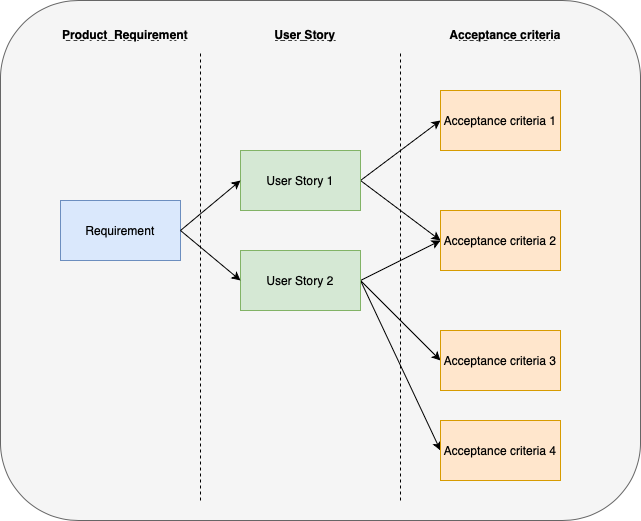 Product_Requirement
User Story
Acceptance criteria
Acceptance criteria 1
User Story 1
Requirement
Acceptance criteria 2
User Story 2
Acceptance criteria 3
Acceptance criteria 4